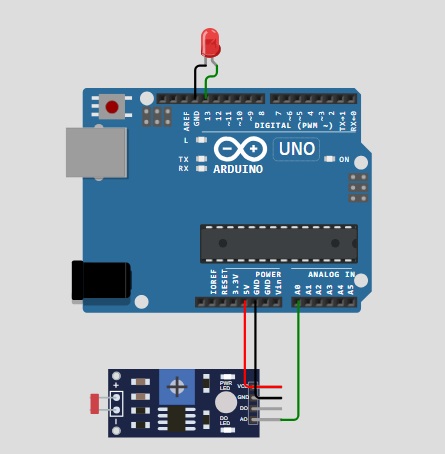 AREF
GND
13
12
~11
~10
~9
8
7
~6
~5
4
~3
2
TX→1
RX←0
DIGITAL (PWM ~)
L
TX
RX
ARDUINO
UNO
ON
IOREF
RESET
3.3V
5V
GND
GND
Vin
POWER
ANALOG IN
A0
A1
A2
A3
A4
A5
+
-
PWR
LED
DO
LED
VCC
GND
DO
AO